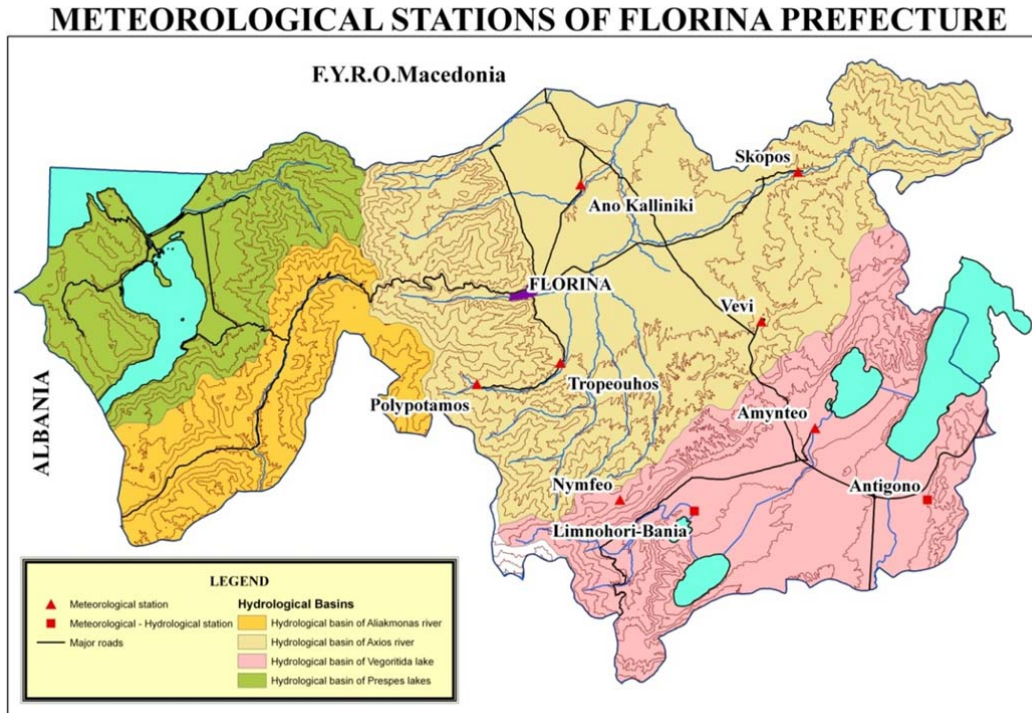 METEOROLOGICAL STATIONS OF FLORINA PREFECTURE
F.Y.R.O.Macedonia
Skopos
Ano Kalliniki
FLORINA
Vevi
Tropeouhos
Polypotamos
ALBANIA
Amynteo
Nymfeo
Antigono
Limnohori-Bania
LEGEND
Meteorological station
Meteorological - Hydrological station
Major roads
Hydrological Basins
Hydrological basin of Aliakmonas river
Hydrological basin of Axios river
Hydrological basin of Vegoritida lake
Hydrological basin of Prespes lakes